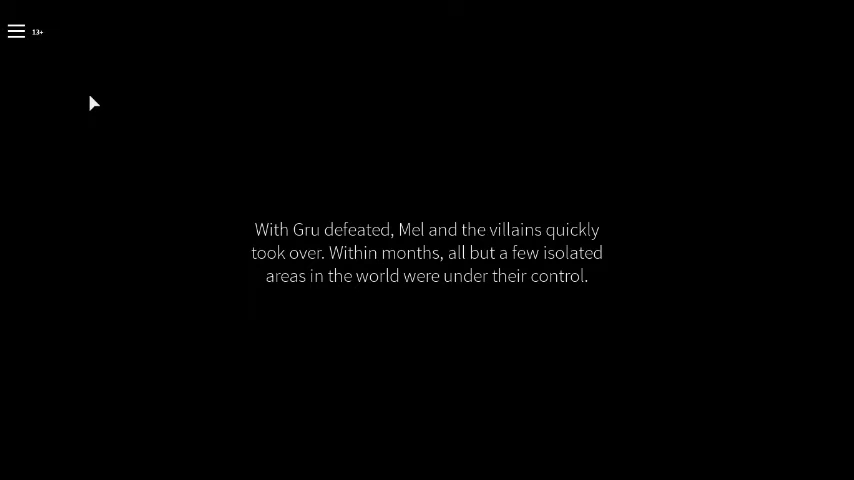 13+
With Gru defeated, Mel and the villains quickly
took over. Within months, all but a few isolated
areas in the world were under their control.